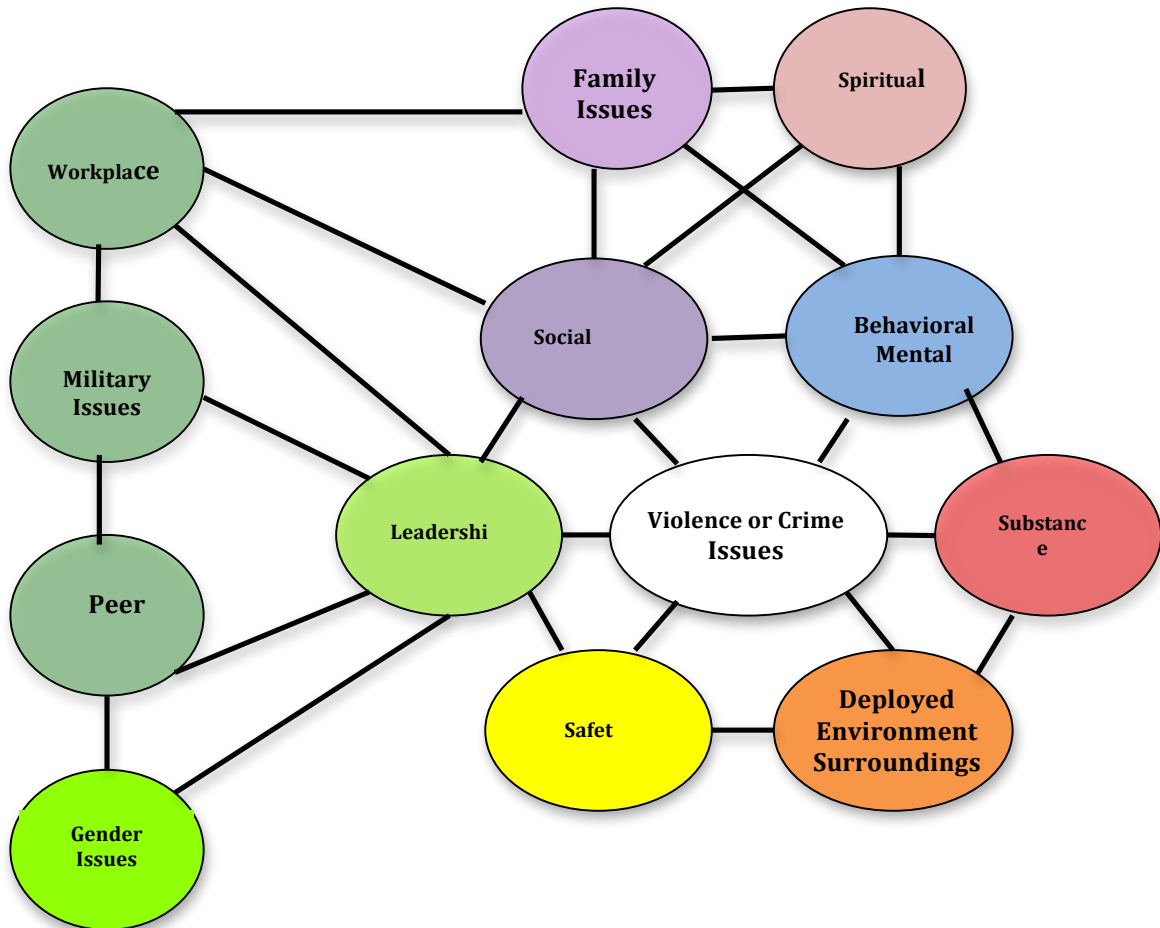 Family
Issues
Spiritual
Workplace
Social
Behavioral
Mental
Military
Issues
Leadershi
Violence or Crime
Issues
Substanc
e
Peer
Safet
Deployed
Environment
Surroundings
Gender
Issues